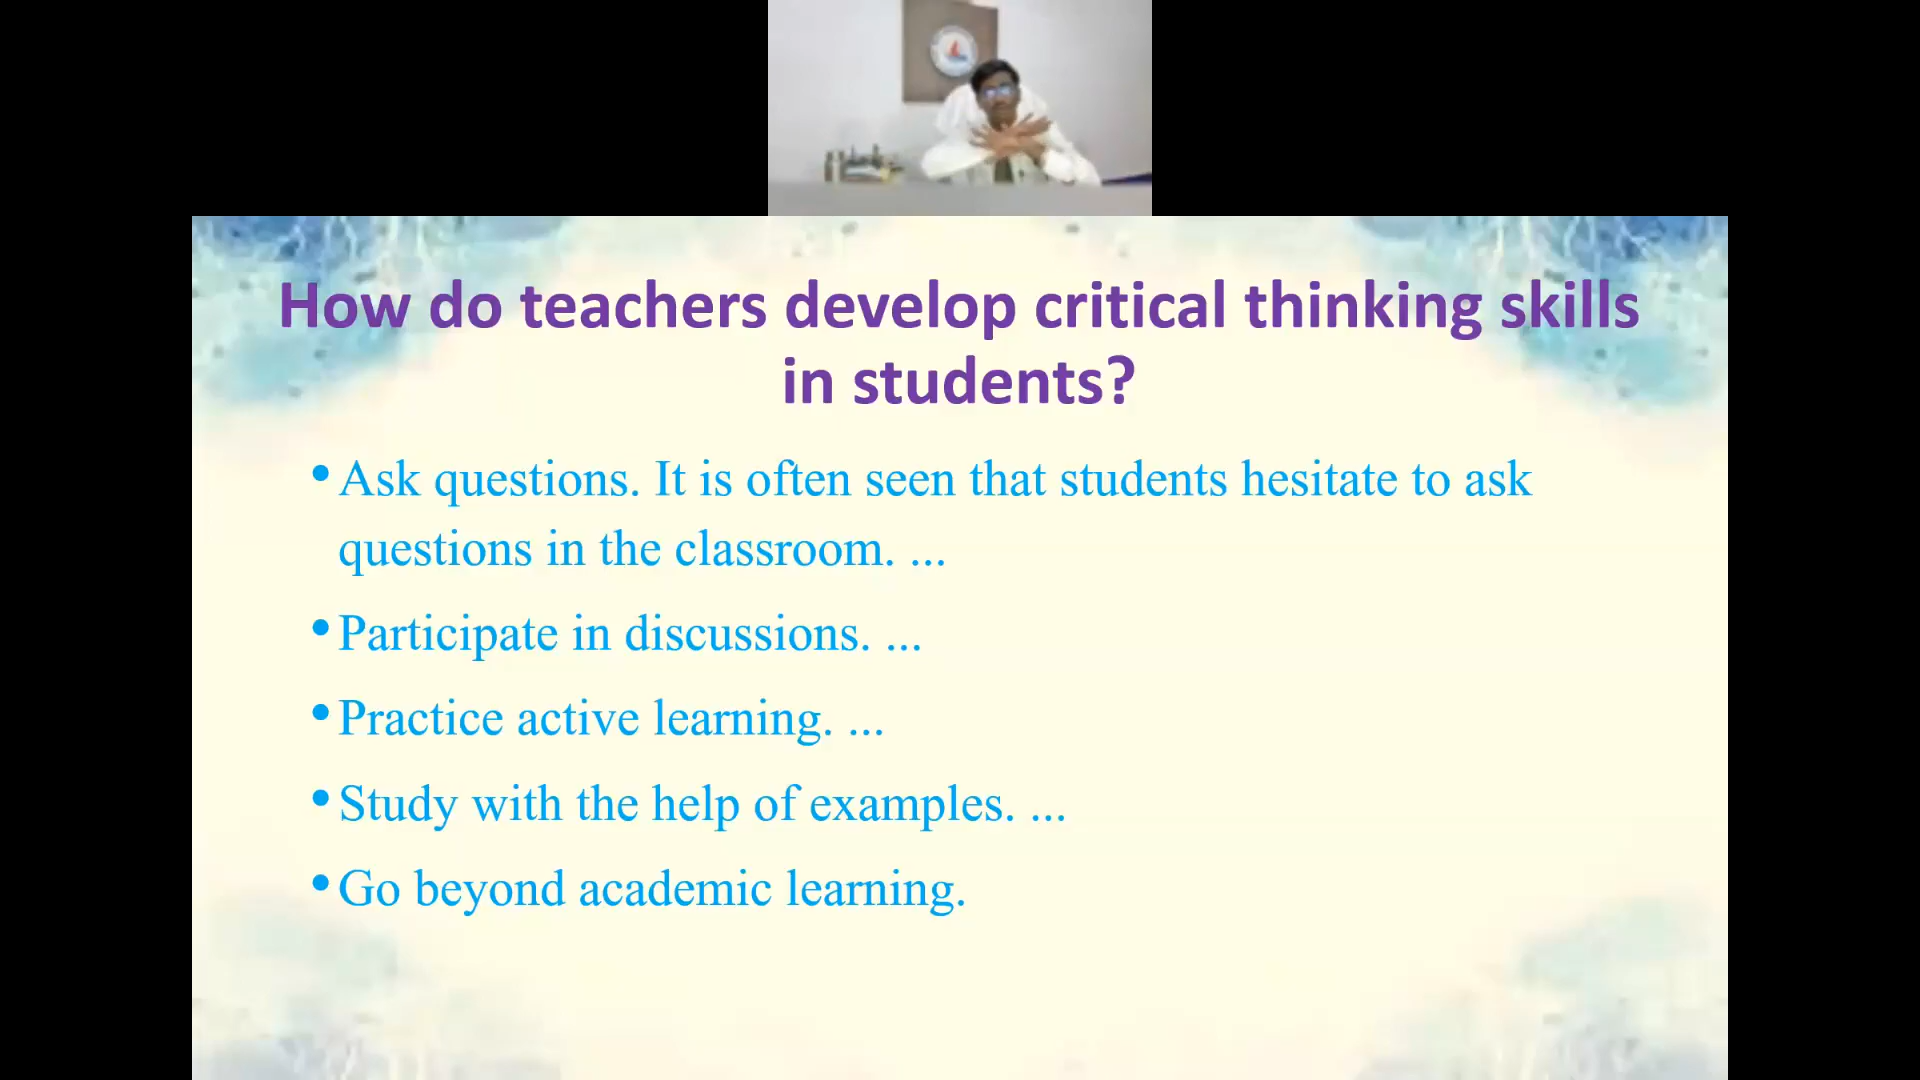 How do teachers develop critical thinking skills
in students?
• Ask questions. It is often seen that students hesitate to ask
questions in the classroom. ...
• Participate in discussions. ...
• Practice active learning. ...
• Study with the help of examples. ...
• Go beyond academic learning.